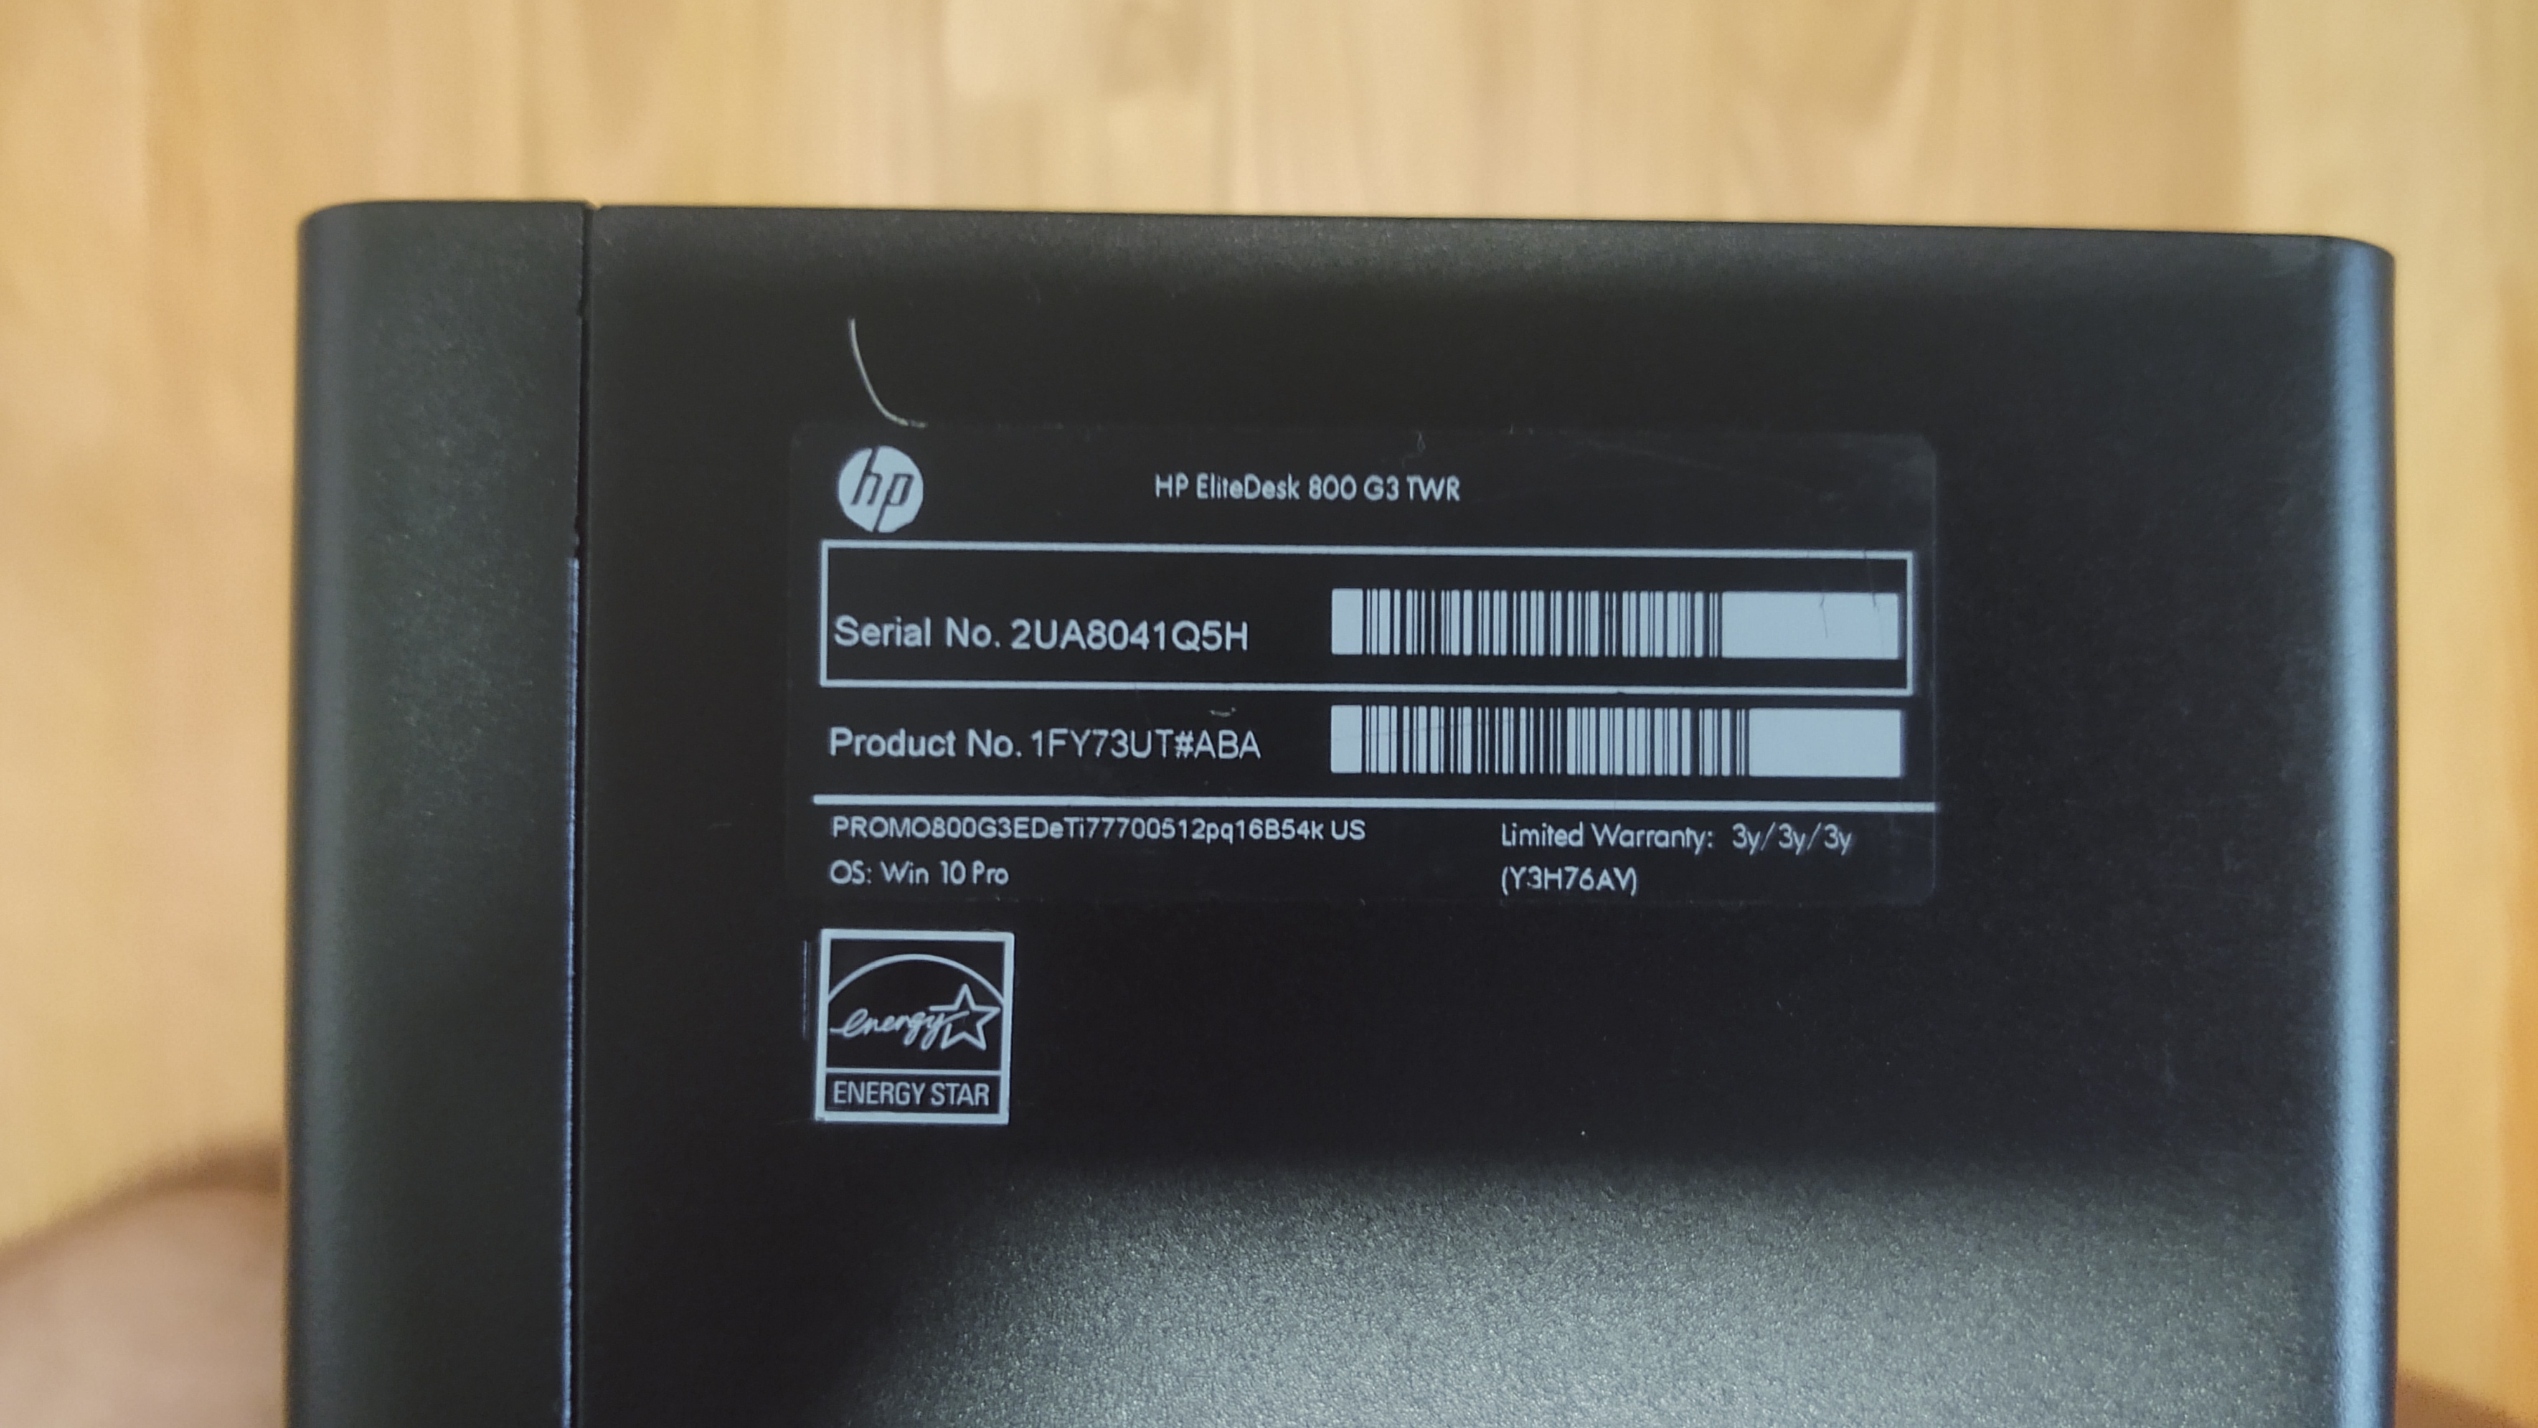 hp
HP EliteDesk 800 G3 TWR
Serial No. 2UA8041Q5H
Product No. 1FY73UT#ABA
PROMO800G3EDeTi77700512pq16B54k US
Limited Warranty: 3y/3y/3y
OS: Win 10 Pro
(Y3H76AV)
energy
ENERGY STAR